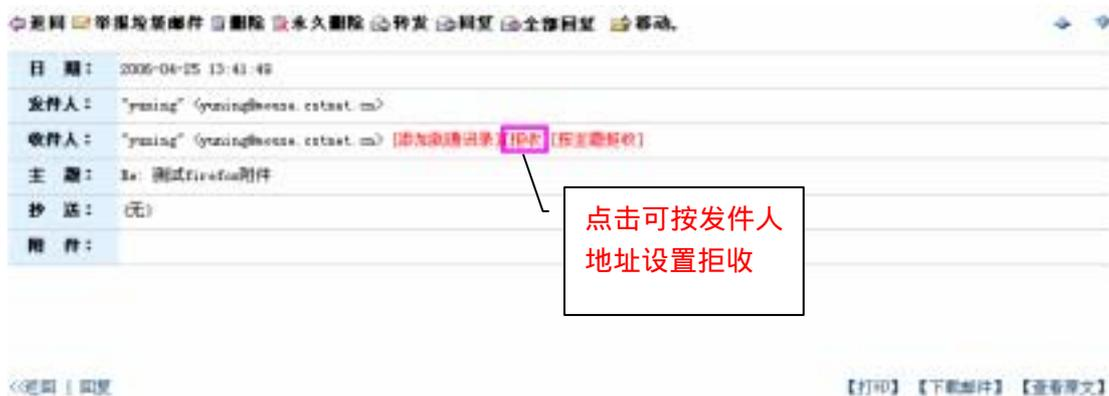 返回 举报垃圾邮件 删除 永久删除 转发 回复 全部回复 移动.
日 期: 2006-04-25 13:41:49
发件人: "yuning" (yuning@mouse.cstnet.cn)
收件人: "yuning" (yuning@mouse.cstnet.cn) [添加到通讯录][拒收][按主题拒收]
主 题: Re: 测试firefox附件
抄 送: (无)
附 件:
点击可按发件人
地址设置拒收
<<返回 | 回复 【打印】【下载邮件】【查看原文】